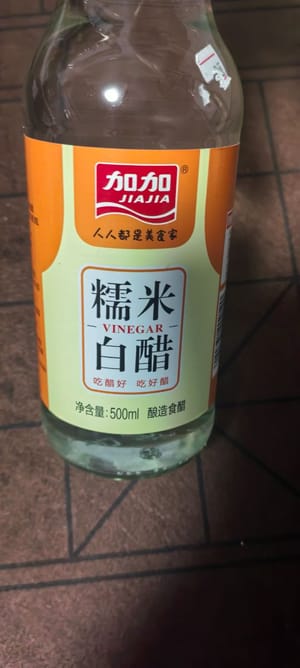 加加®
JIAJIA
人人都是美食家
糯米
VINEGAR
白醋
吃醋好 吃好醋
净含量:500ml 酿造食醋